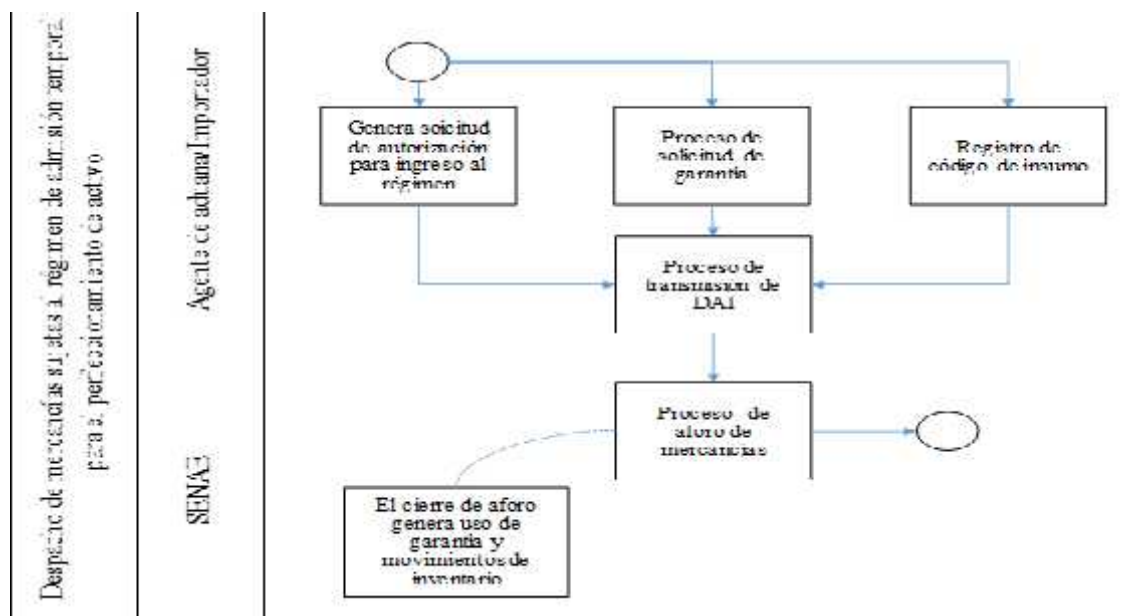 Despacho de mercancías sujetas al régimen de admisión temporal
para el perfeccionamiento de activo
Agente de aduana/Importador
SENAE
Genera solicitud
de autorización
para ingreso al
régimen
Proceso de
solicitud de
garantía
Registro de
código de insumo
Proceso de
transmisión de
DAI
Proceso de
aforo de
mercancías
El cierre de aforo
genera uso de
garantía y
movimientos de
inventario